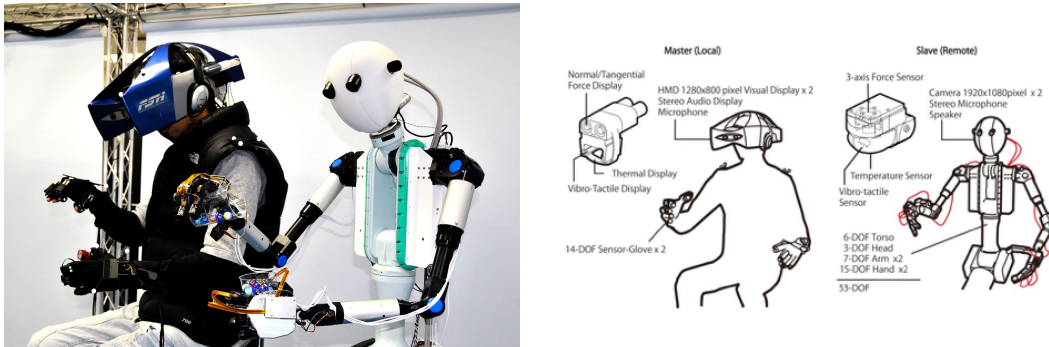 Master (Local)
Normal/Tangential
Force Display
HMD 1280x800 pixel Visual Display x 2
Stereo Audio Display
Microphone
Thermal Display
Vibro-Tactile Display
14-DOF Sensor-Glove x 2
Slave (Remote)
3-axis Force Sensor
Camera 1920x1080pixel x 2
Stereo Microphone
Speaker
Temperature Sensor
Vibro-tactile
Sensor
6-DOF Torso
3-DOF Head
7-DOF Arm x2
15-DOF Hand x2
53-DOF